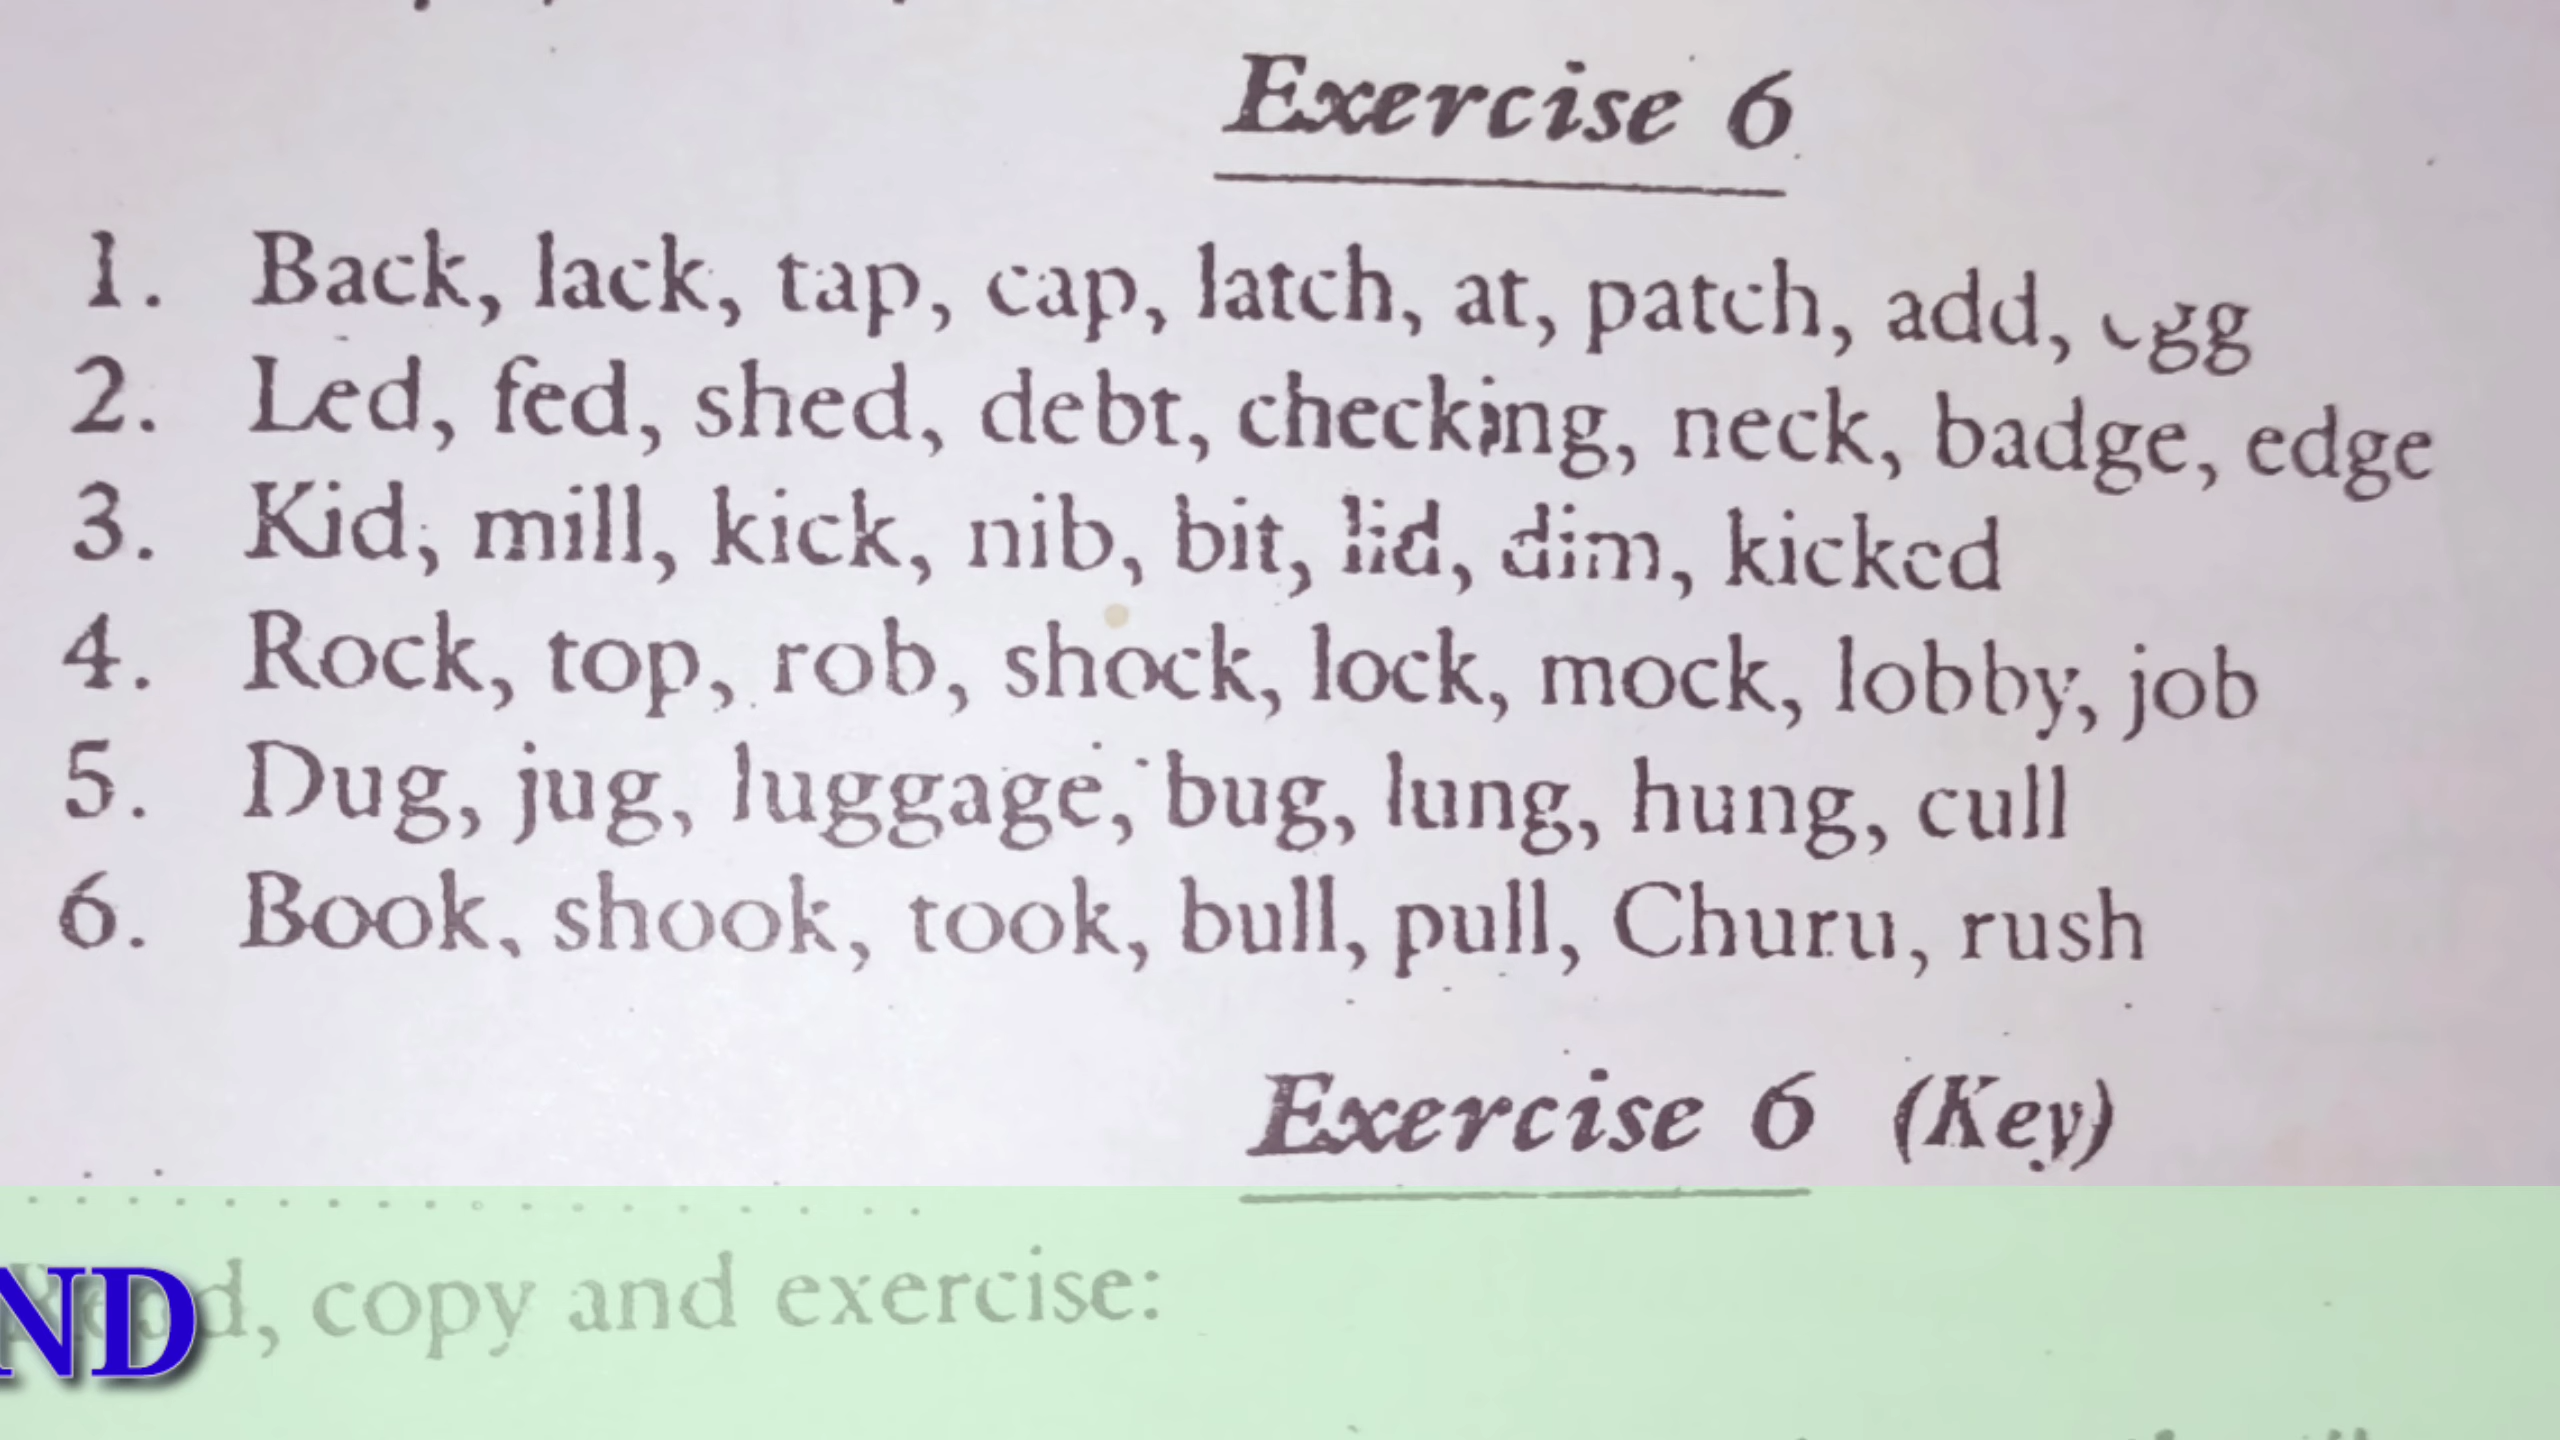 Exercise 6
1. Back, lack, tap, cap, latch, at, patch, add, egg
2. Led, fed, shed, debt, checking, neck, badge, edge
3. Kid, mill, kick, nib, bit, lid, dim, kicked
4. Rock, top, rob, shock, lock, mock, lobby, job
5. Dug, jug, luggage, bug, lung, hung, cull
6. Book, shook, took, bull, pull, Churu, rush
Exercise 6 (Key)
Read, copy and exercise:
ND